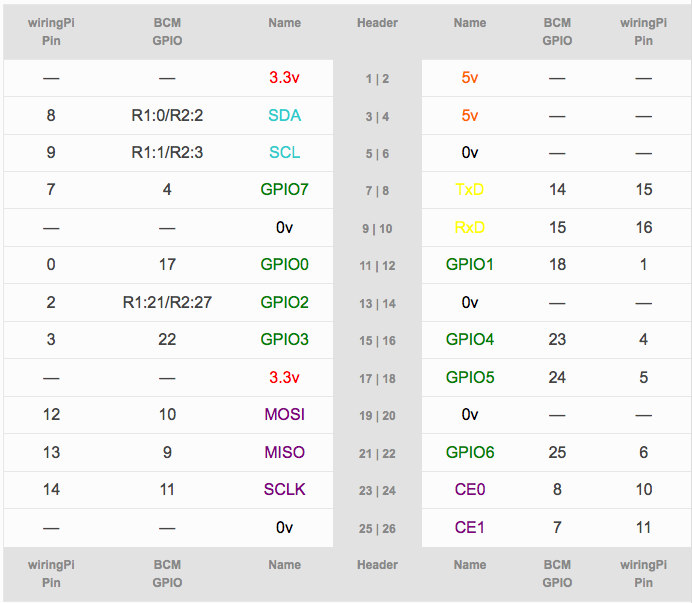 wiringPi Pin BCM GPIO Name Header Name BCM GPIO wiringPi Pin
— — 3.3v 1 | 2 5v — —
8 R1:0/R2:2 SDA 3 | 4 5v — —
9 R1:1/R2:3 SCL 5 | 6 0v — —
7 4 GPIO7 7 | 8 TxD 14 15
— — 0v 9 | 10 RxD 15 16
0 17 GPIO0 11 | 12 GPIO1 18 1
2 R1:21/R2:27 GPIO2 13 | 14 0v — —
3 22 GPIO3 15 | 16 GPIO4 23 4
— — 3.3v 17 | 18 GPIO5 24 5
12 10 MOSI 19 | 20 0v — —
13 9 MISO 21 | 22 GPIO6 25 6
14 11 SCLK 23 | 24 CE0 8 10
— — 0v 25 | 26 CE1 7 11
wiringPi Pin BCM GPIO Name Header Name BCM GPIO wiringPi Pin